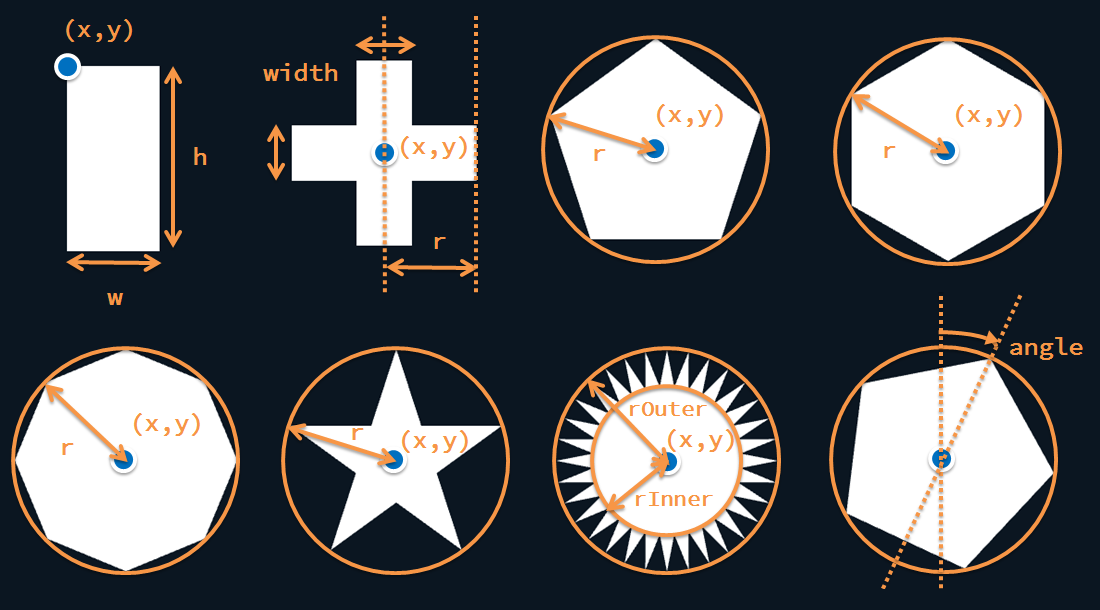 (x,y)
h
w
width
(x,y)
r
(x,y)
r
(x,y)
r
(x,y)
r
r
(x,y)
rOuter
(x,y)
rInner
angle